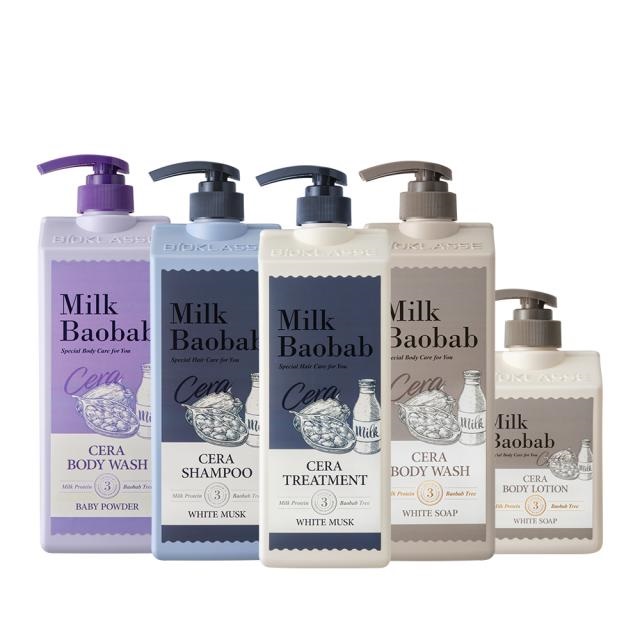 BIOKLASSE
Milk
Baobab
Special Body Care for You
Cera
Milk
CERA
BODY WASH
Milk Protein 3 Baobab Tree
BABY POWDER
BIOKLASSE
Milk
Baobab
Special Hair Care for You
Cera
CERA
SHAMPOO
Milk Protein 3 Baobab Tree
WHITE MUSK
BIOKLASSE
Milk
Baobab
Special Hair Care for You
Cera
Milk
CERA
TREATMENT
Milk Protein 3 Baobab Tree
WHITE MUSK
BIOKLASSE
Milk
Baobab
Special Body Care for You
Cera
Milk
CERA
BODY WASH
Milk Protein 3 Baobab Tree
WHITE SOAP
BIOKLASSE
Milk
Baobab
Special Body Care for You
Cera
CERA
BODY LOTION
Milk Protein 3 Baobab Tree
WHITE SOAP